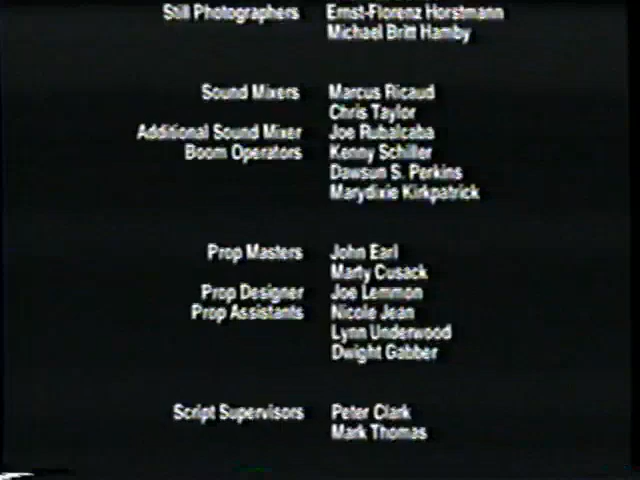 Still Photographers Ernst-Florenz Horstmann
Michael Britt Hamby
Sound Mixers Marcus Ricaud
Chris Taylor
Additional Sound Mixer Joe Rubalcaba
Boom Operators Kenny Schiller
Dawsun S. Perkins
Marydixie Kirkpatrick
Prop Masters John Earl
Marty Cusack
Prop Designer Joe Lemmon
Prop Assistants Nicole Jean
Lynn Underwood
Dwight Gabber
Script Supervisors Peter Clark
Mark Thomas